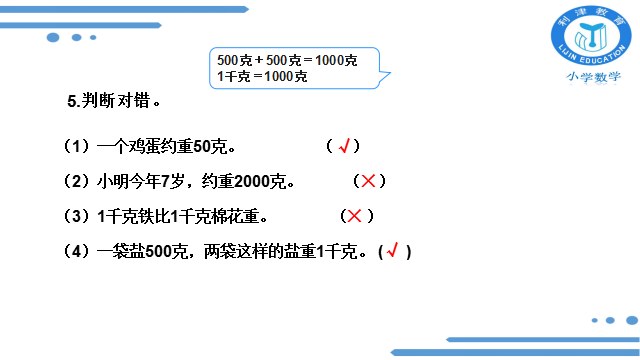 利津教育
LIJIN EDUCATION
小学数学
500克＋500克＝1000克
1千克＝1000克
5.判断对错。
（1）一个鸡蛋约重50克。 （ √ ）
（2）小明今年7岁，约重2000克。 （ × ）
（3）1千克铁比1千克棉花重。 （ × ）
（4）一袋盐500克，两袋这样的盐重1千克。（ √ ）